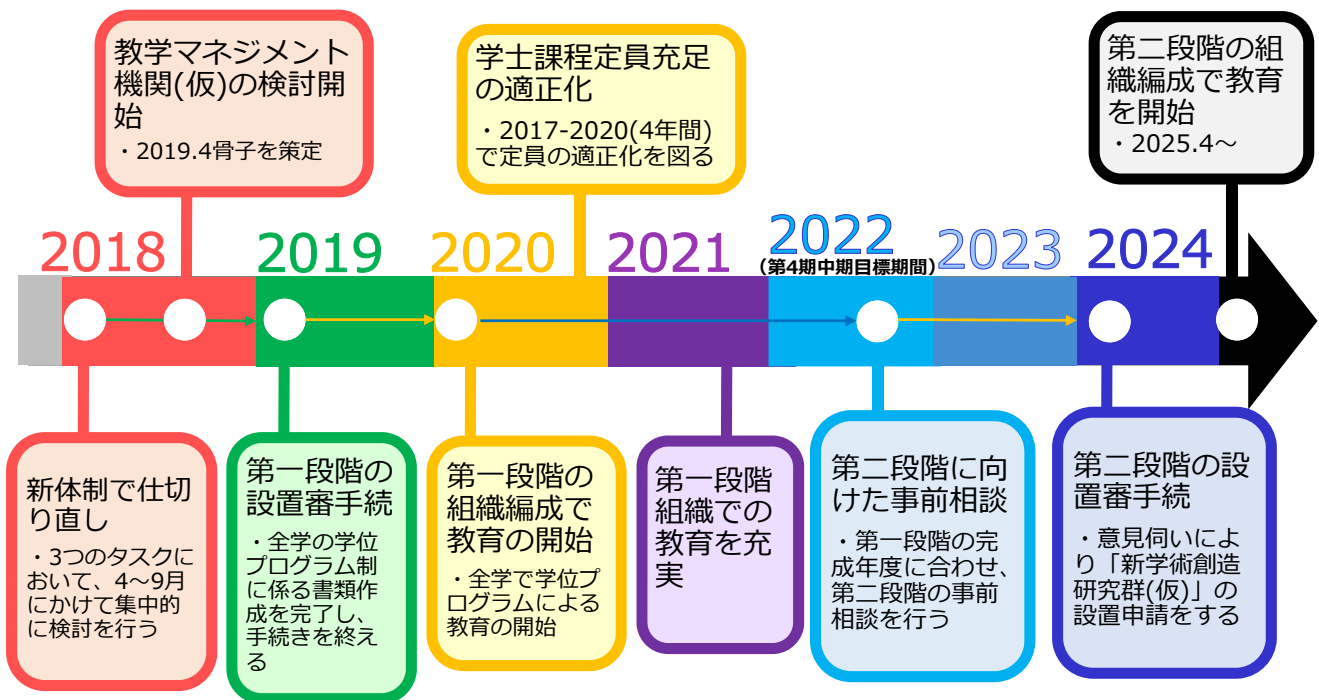 教学マネジメント
機関(仮)の検討開
始
・2019.4骨子を策定
学士課程定員充足
の適正化
・2017-2020(4年間)
で定員の適正化を図る
第二段階の組
織編成で教育
を開始
・2025.4～
2018
2019
2020
2021
2022
(第4期中期目標期間)
2023
2024
新体制で仕切
り直し
・3つのタスクに
おいて、4～9月
にかけて集中的
に検討を行う
第一段階の
設置審手続
・全学の学位
プログラム制
に係る書類作
成を完了し、
手続きを終え
る
第一段階の
組織編成で
教育の開始
・全学で学位プ
ログラムによる
教育の開始
第一段階
組織での
教育を充
実
第二段階に向
けた事前相談
・第一段階の完
成年度に合わせ、
第二段階の事前
相談を行う
第二段階の設
置審手続
・意見伺いによ
り「新学術創造
研究群(仮)」の
設置申請をする